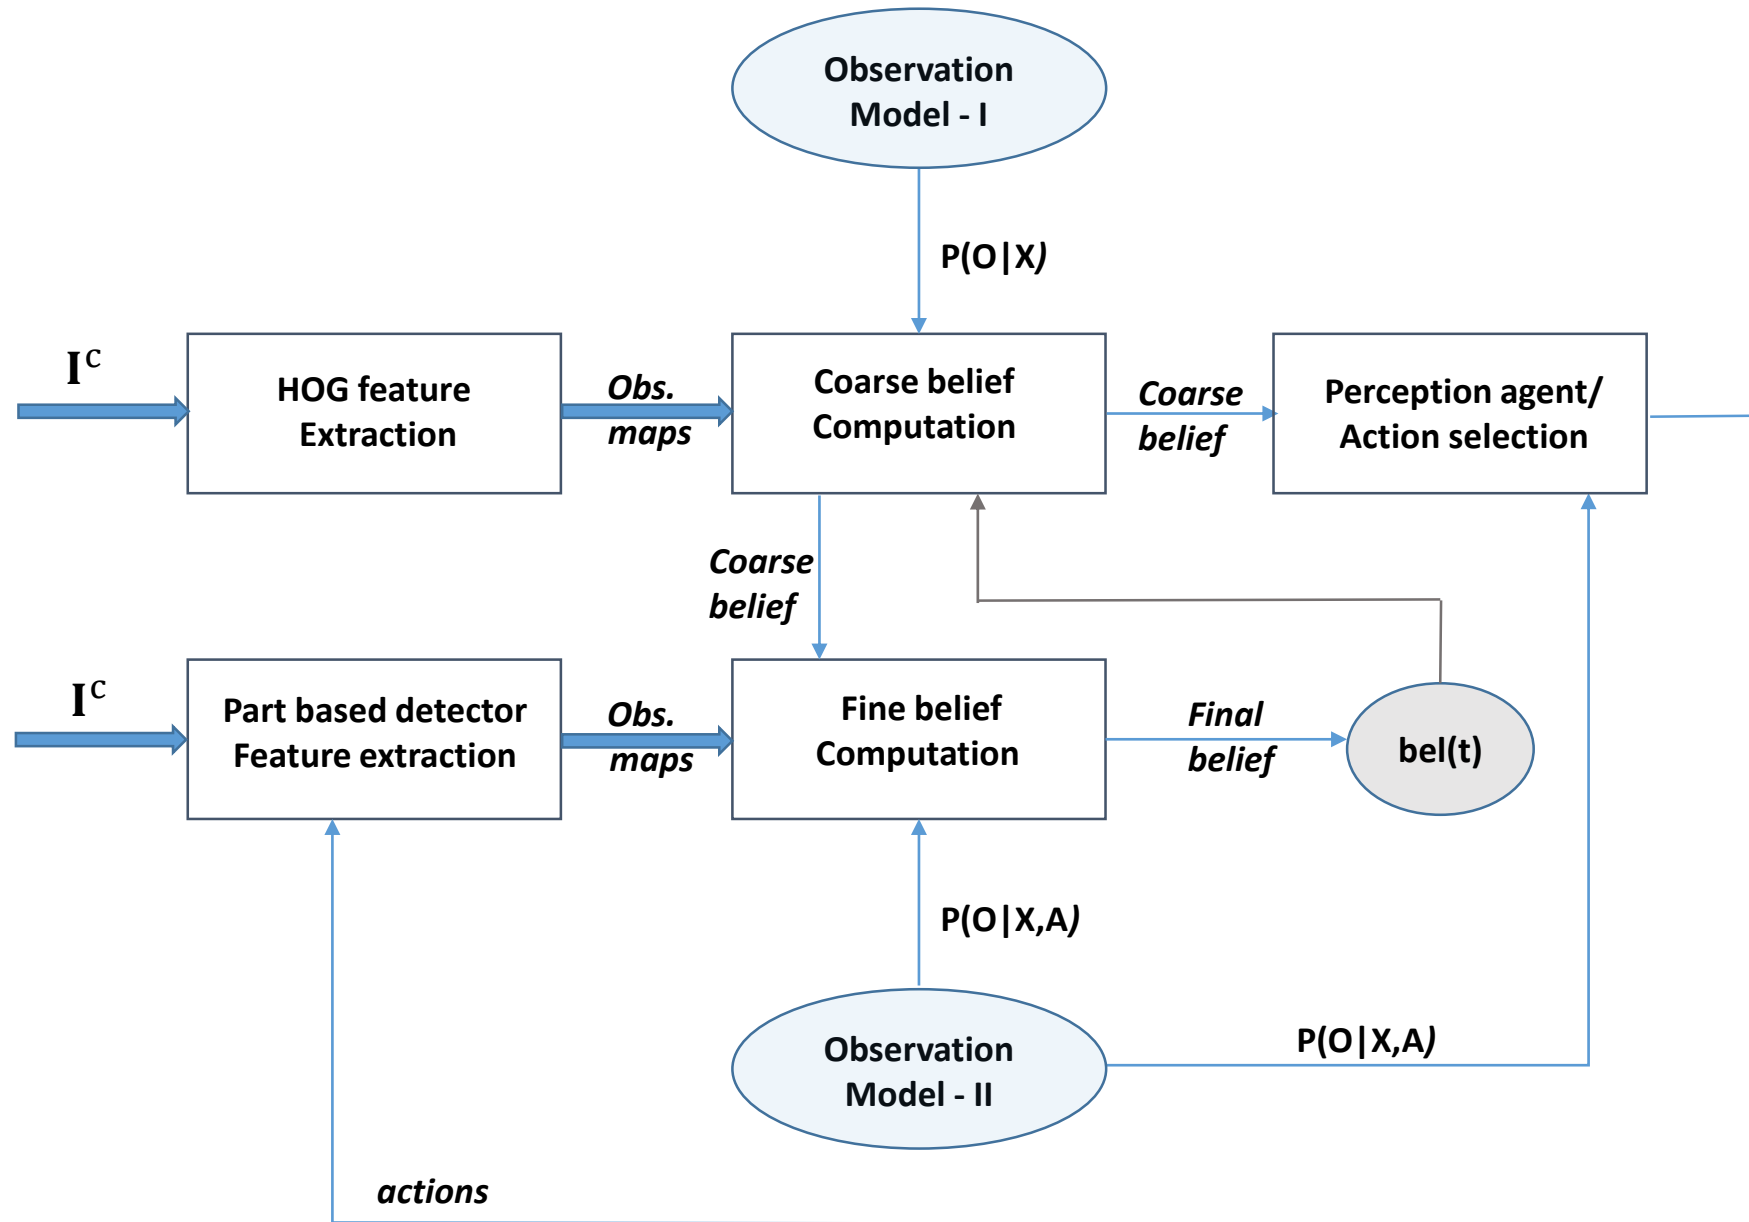 Observation
Model - I
P(O|X)
I^C
HOG feature
Extraction
Obs.
maps
Coarse belief
Computation
Coarse
belief
Perception agent/
Action selection
Coarse
belief
I^C
Part based detector
Feature extraction
Obs.
maps
Fine belief
Computation
Final
belief
bel(t)
P(O|X,A)
Observation
Model - II
P(O|X,A)
actions